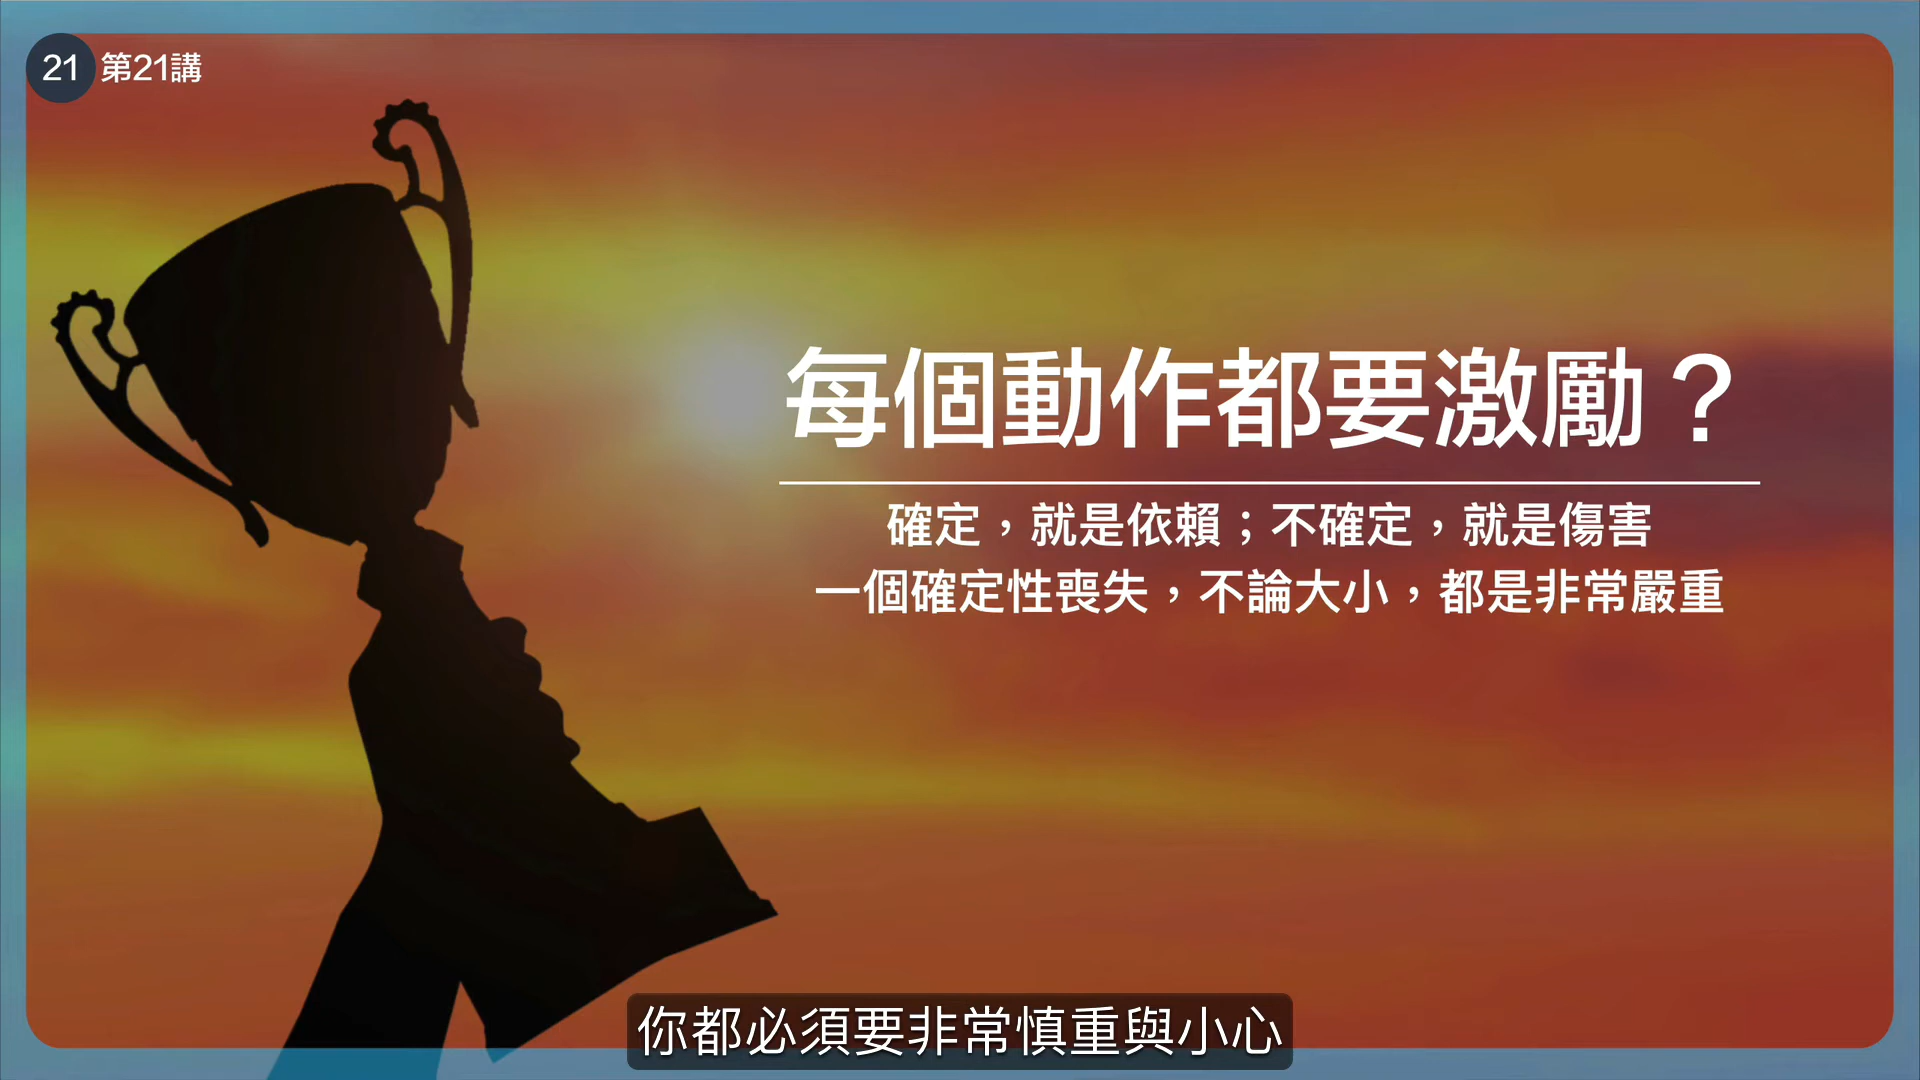 21 第21講
每個動作都要激勵？
確定，就是依賴；不確定，就是傷害
一個確定性喪失，不論大小，都是非常嚴重
你都必須要非常慎重與小心